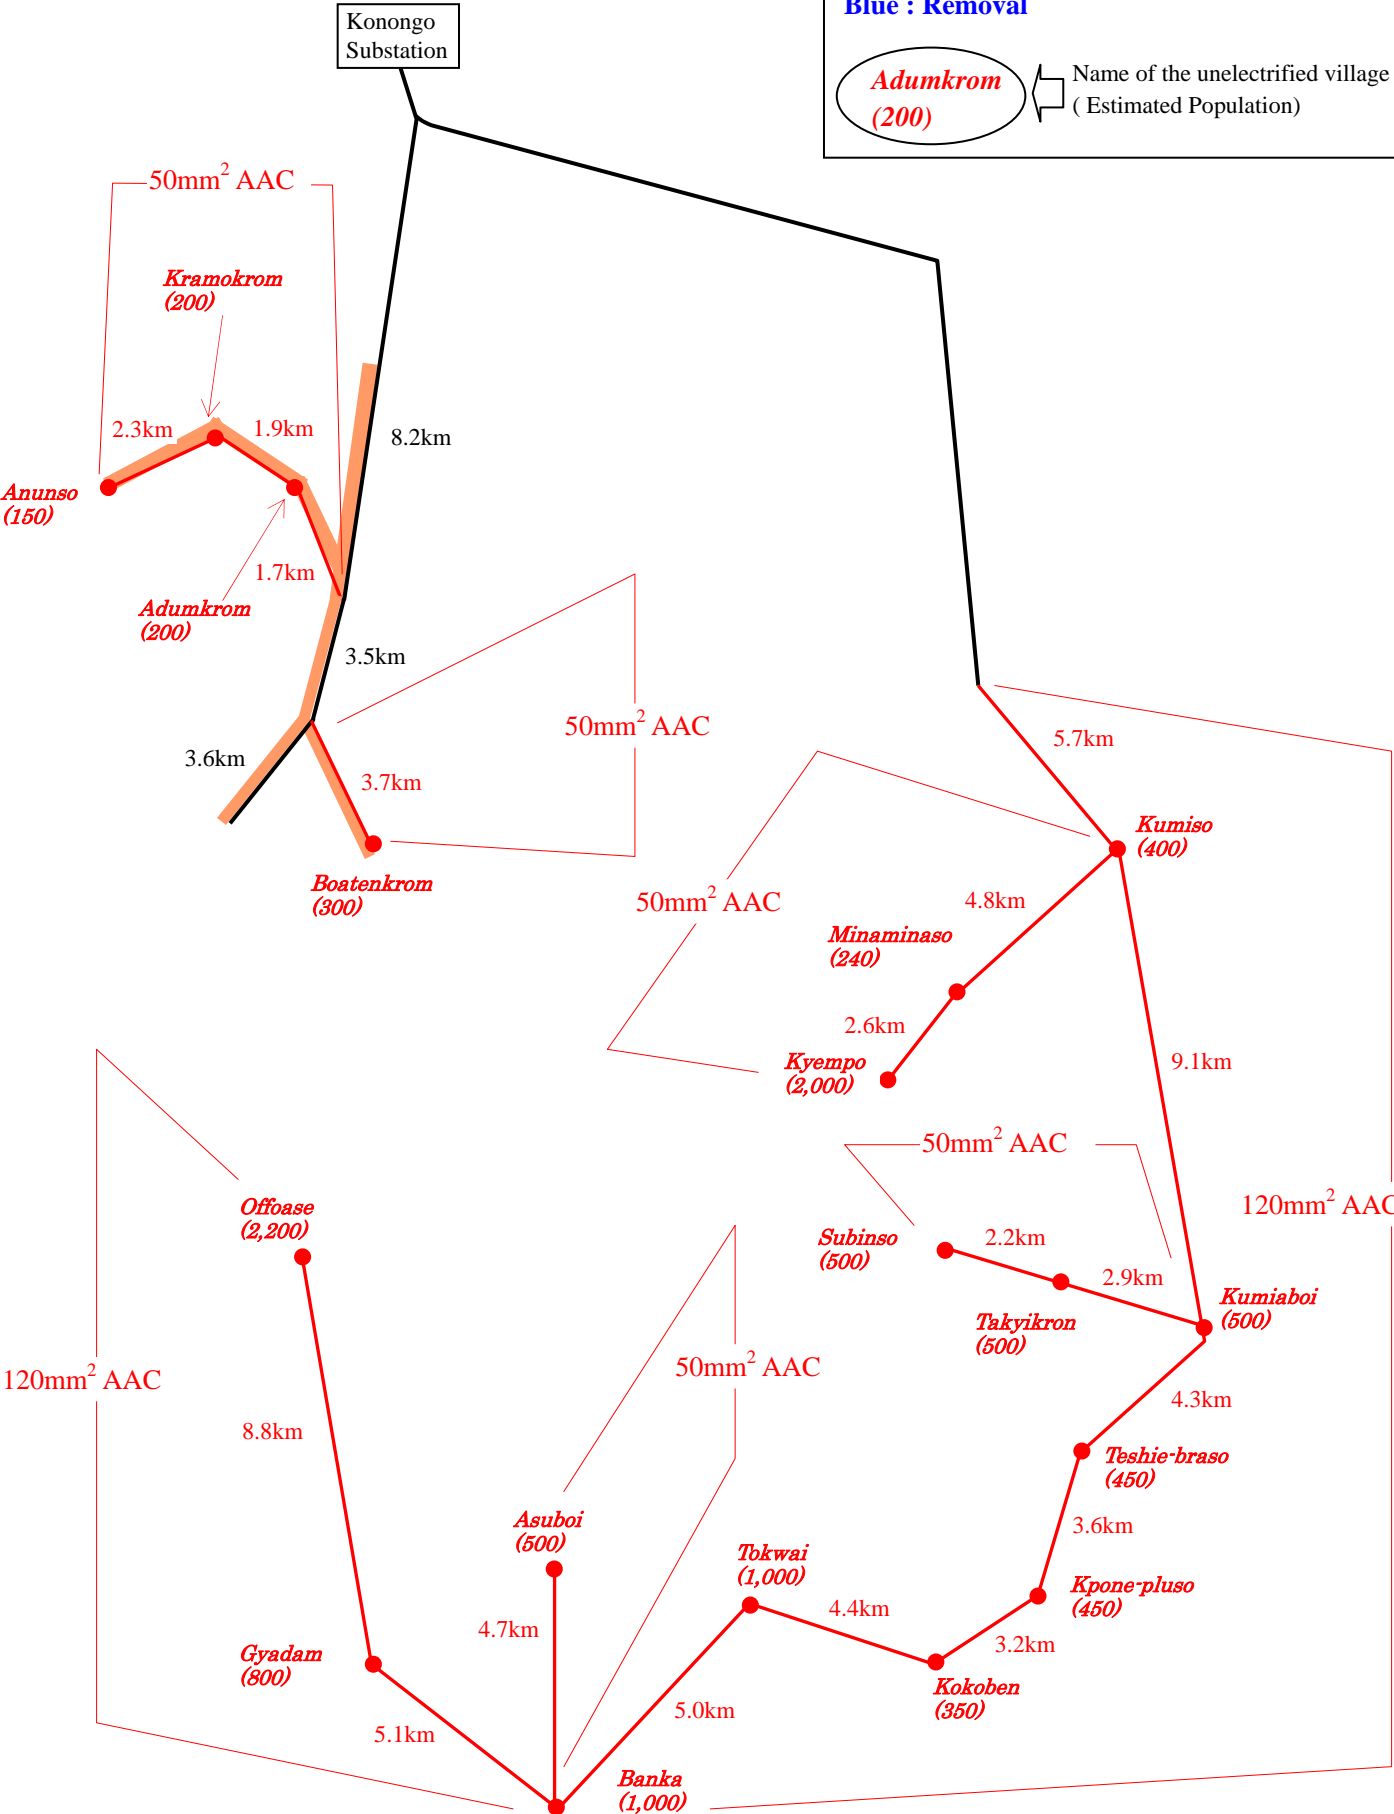 Blue : Removal
Konongo
Substation
Adumkrom
(200)
Name of the unelectrified village
( Estimated Population)
50mm² AAC
Kramokrom
(200)
2.3km
1.9km
8.2km
Anunso
(150)
1.7km
Adumkrom
(200)
3.5km
50mm² AAC
3.6km
3.7km
5.7km
Kumiso
(400)
Boatenkrom
(300)
50mm² AAC
4.8km
Minaminaso
(240)
2.6km
Kyempo
(2,000)
9.1km
50mm² AAC
Offoase
(2,200)
120mm² AAC
Subinso
(500)
2.2km
2.9km
Kumiaboi
(500)
Takyikron
(500)
120mm² AAC
50mm² AAC
4.3km
8.8km
Teshie-braso
(450)
Asuboi
(500)
3.6km
Tokwai
(1,000)
Kpone-pluso
(450)
4.4km
4.7km
3.2km
Gyadam
(800)
Kokoben
(350)
5.0km
5.1km
Banka
(1,000)